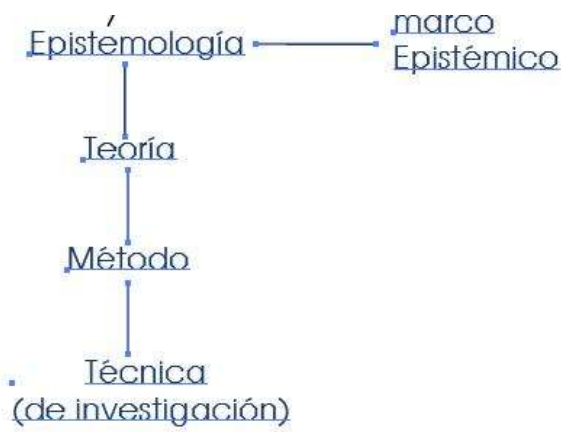 Epistemología
marco
Epistémico
Teoría
Método
Técnica
(de investigación)